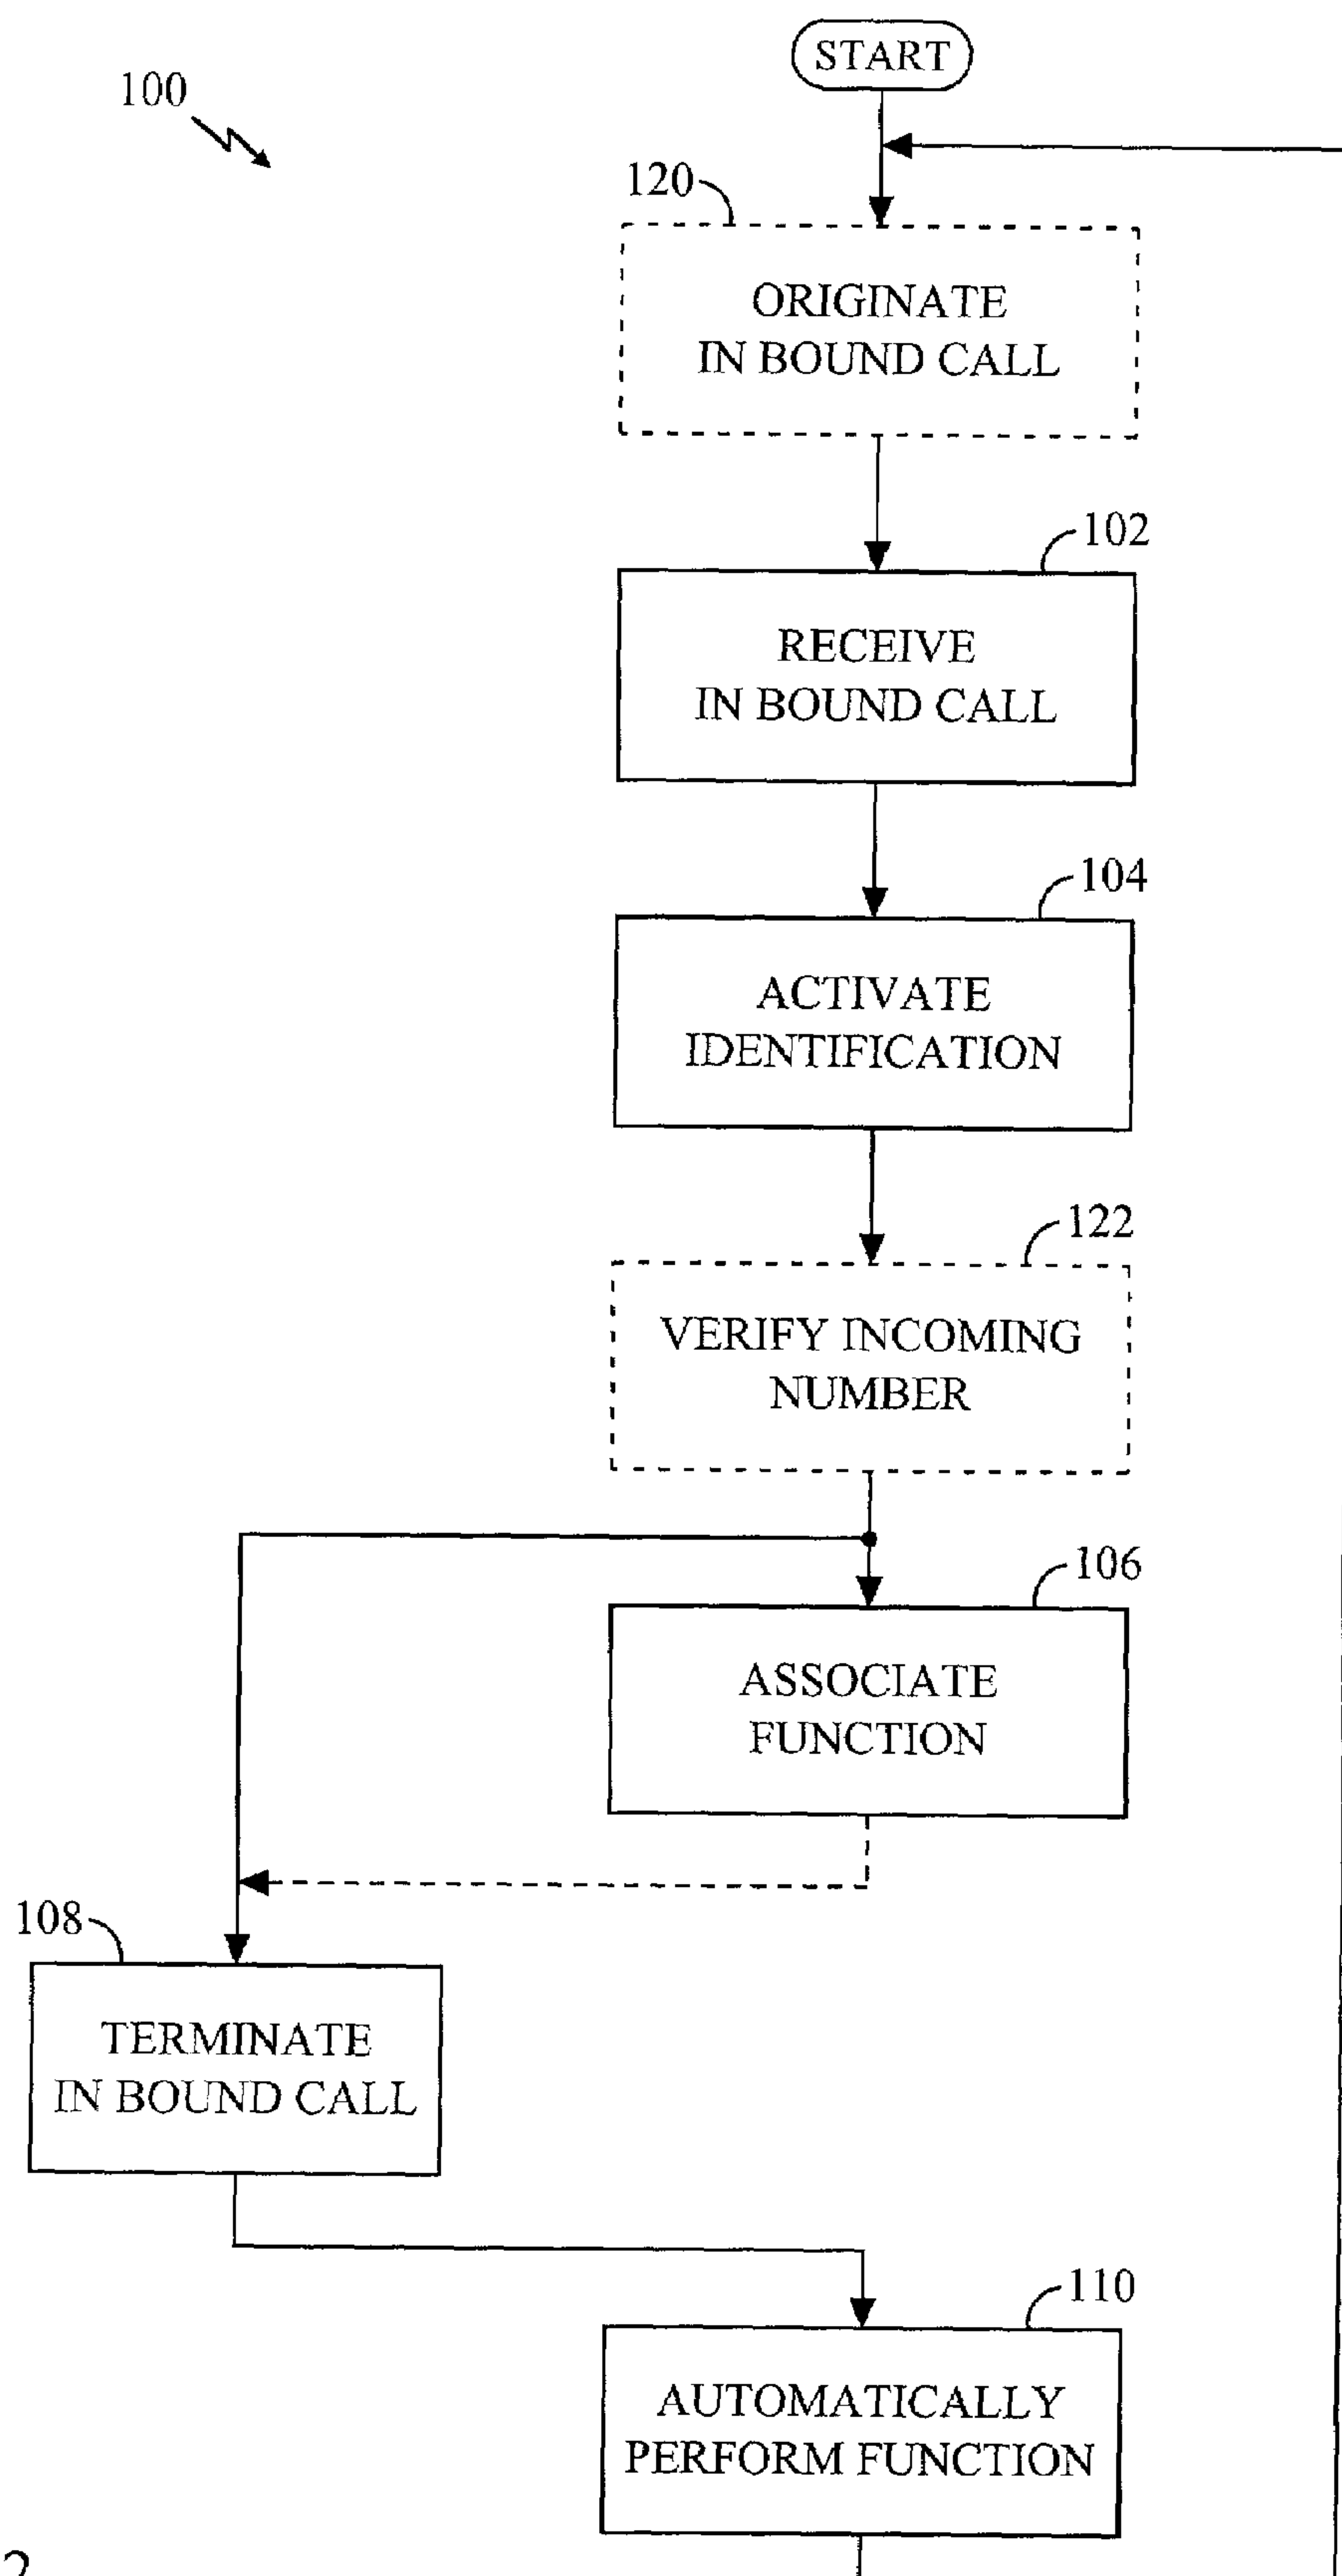 START
100
120
ORIGINATE
IN BOUND CALL
102
RECEIVE
IN BOUND CALL
104
ACTIVATE
IDENTIFICATION
122
VERIFY INCOMING
NUMBER
106
ASSOCIATE
FUNCTION
108
TERMINATE
IN BOUND CALL
110
AUTOMATICALLY
PERFORM FUNCTION
2